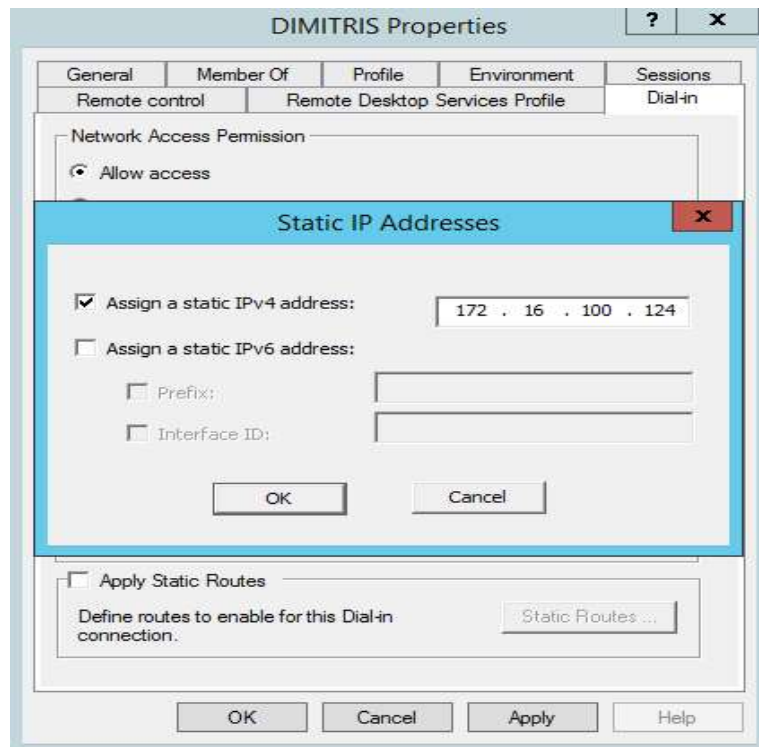 DIMITRIS Properties
? x
General Member Of Profile Environment Sessions
Remote control Remote Desktop Services Profile Dial-in
Network Access Permission
Allow access
Static IP Addresses
x
Assign a static IPv4 address: 172 . 16 . 100 . 124
Assign a static IPv6 address:
Prefix:
Interface ID:
OK Cancel
Apply Static Routes
Define routes to enable for this Dial-in
connection.
Static Routes ...
OK Cancel Apply Help